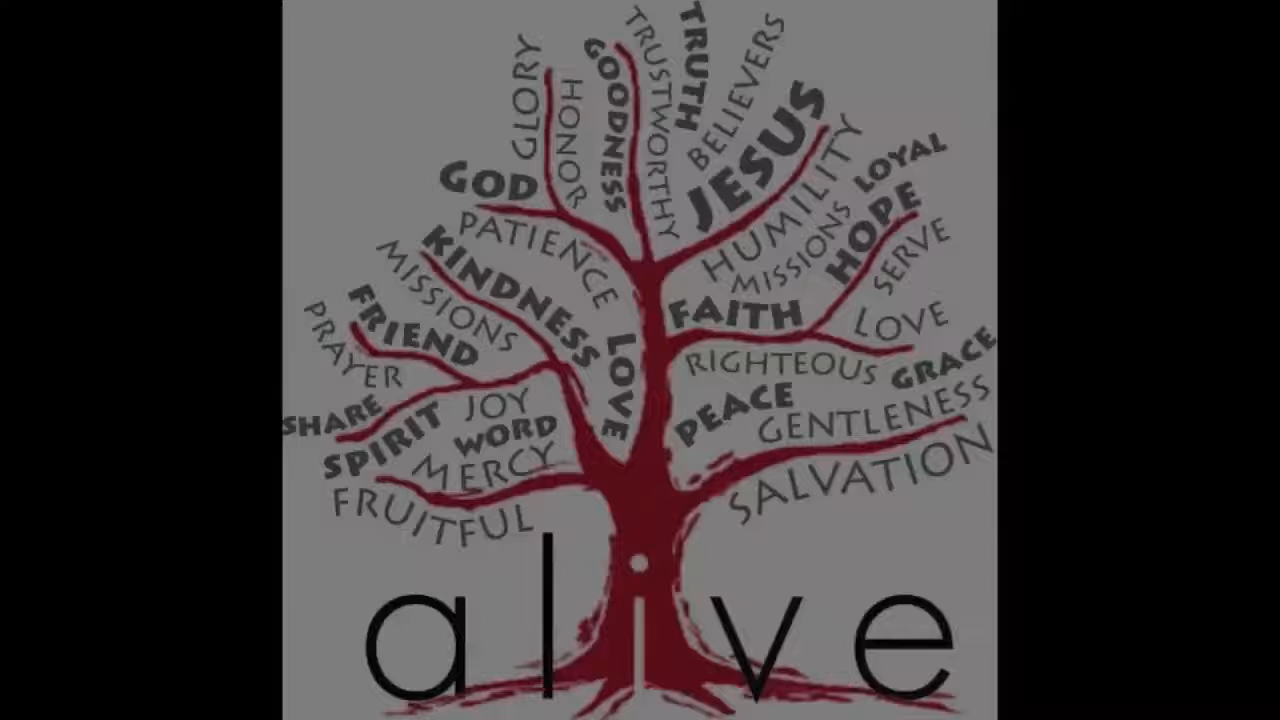 GLORY
HONOR
GOODNESS
TRUSTWORTHY
TRUTH
BELIEVERS
JESUS
GOD
PATIENCE
HUMILITY
LOYAL
MISSIONS
HOPE
SERVE
KINDNESS
MISSIONS
LOVE
FAITH
LOVE
FRIEND
PRAYER
RIGHTEOUS
GRACE
SHARE
SPIRIT
JOY
WORD
MERCY
PEACE
GENTLENESS
FRUITFUL
SALVATION
alive